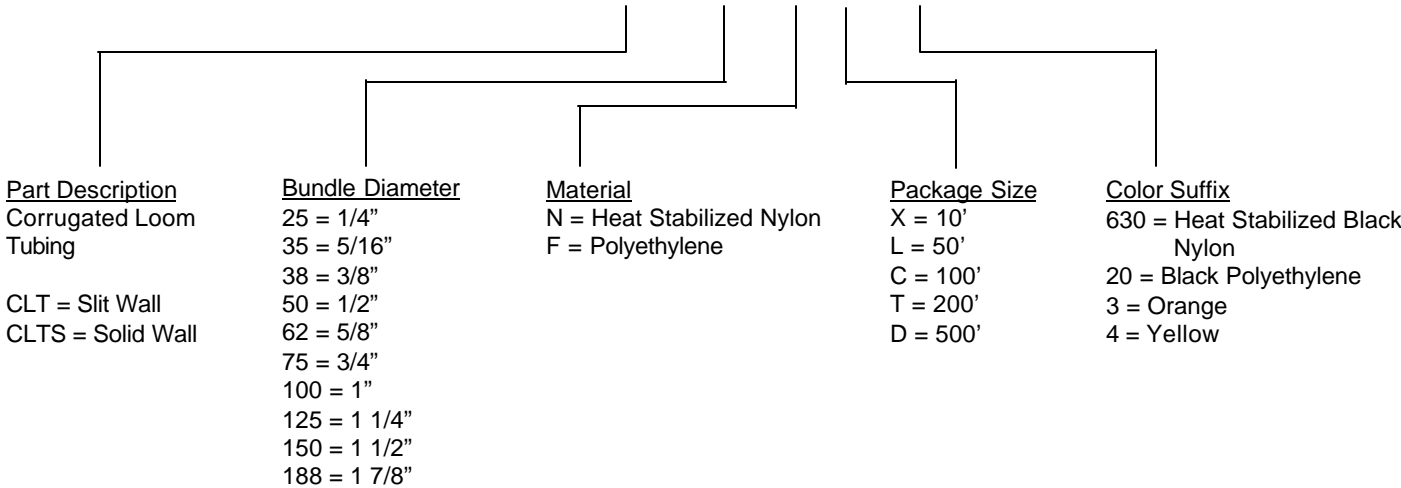 Part Description
Corrugated Loom
Tubing
CLT = Slit Wall
CLTS = Solid Wall
Bundle Diameter
25 = 1/4”
35 = 5/16”
38 = 3/8”
50 = 1/2”
62 = 5/8”
75 = 3/4”
100 = 1”
125 = 1 1/4”
150 = 1 1/2”
188 = 1 7/8”
Material
N = Heat Stabilized Nylon
F = Polyethylene
Package Size
X = 10’
L = 50’
C = 100’
T = 200’
D = 500’
Color Suffix
630 = Heat Stabilized Black
Nylon
20 = Black Polyethylene
3 = Orange
4 = Yellow